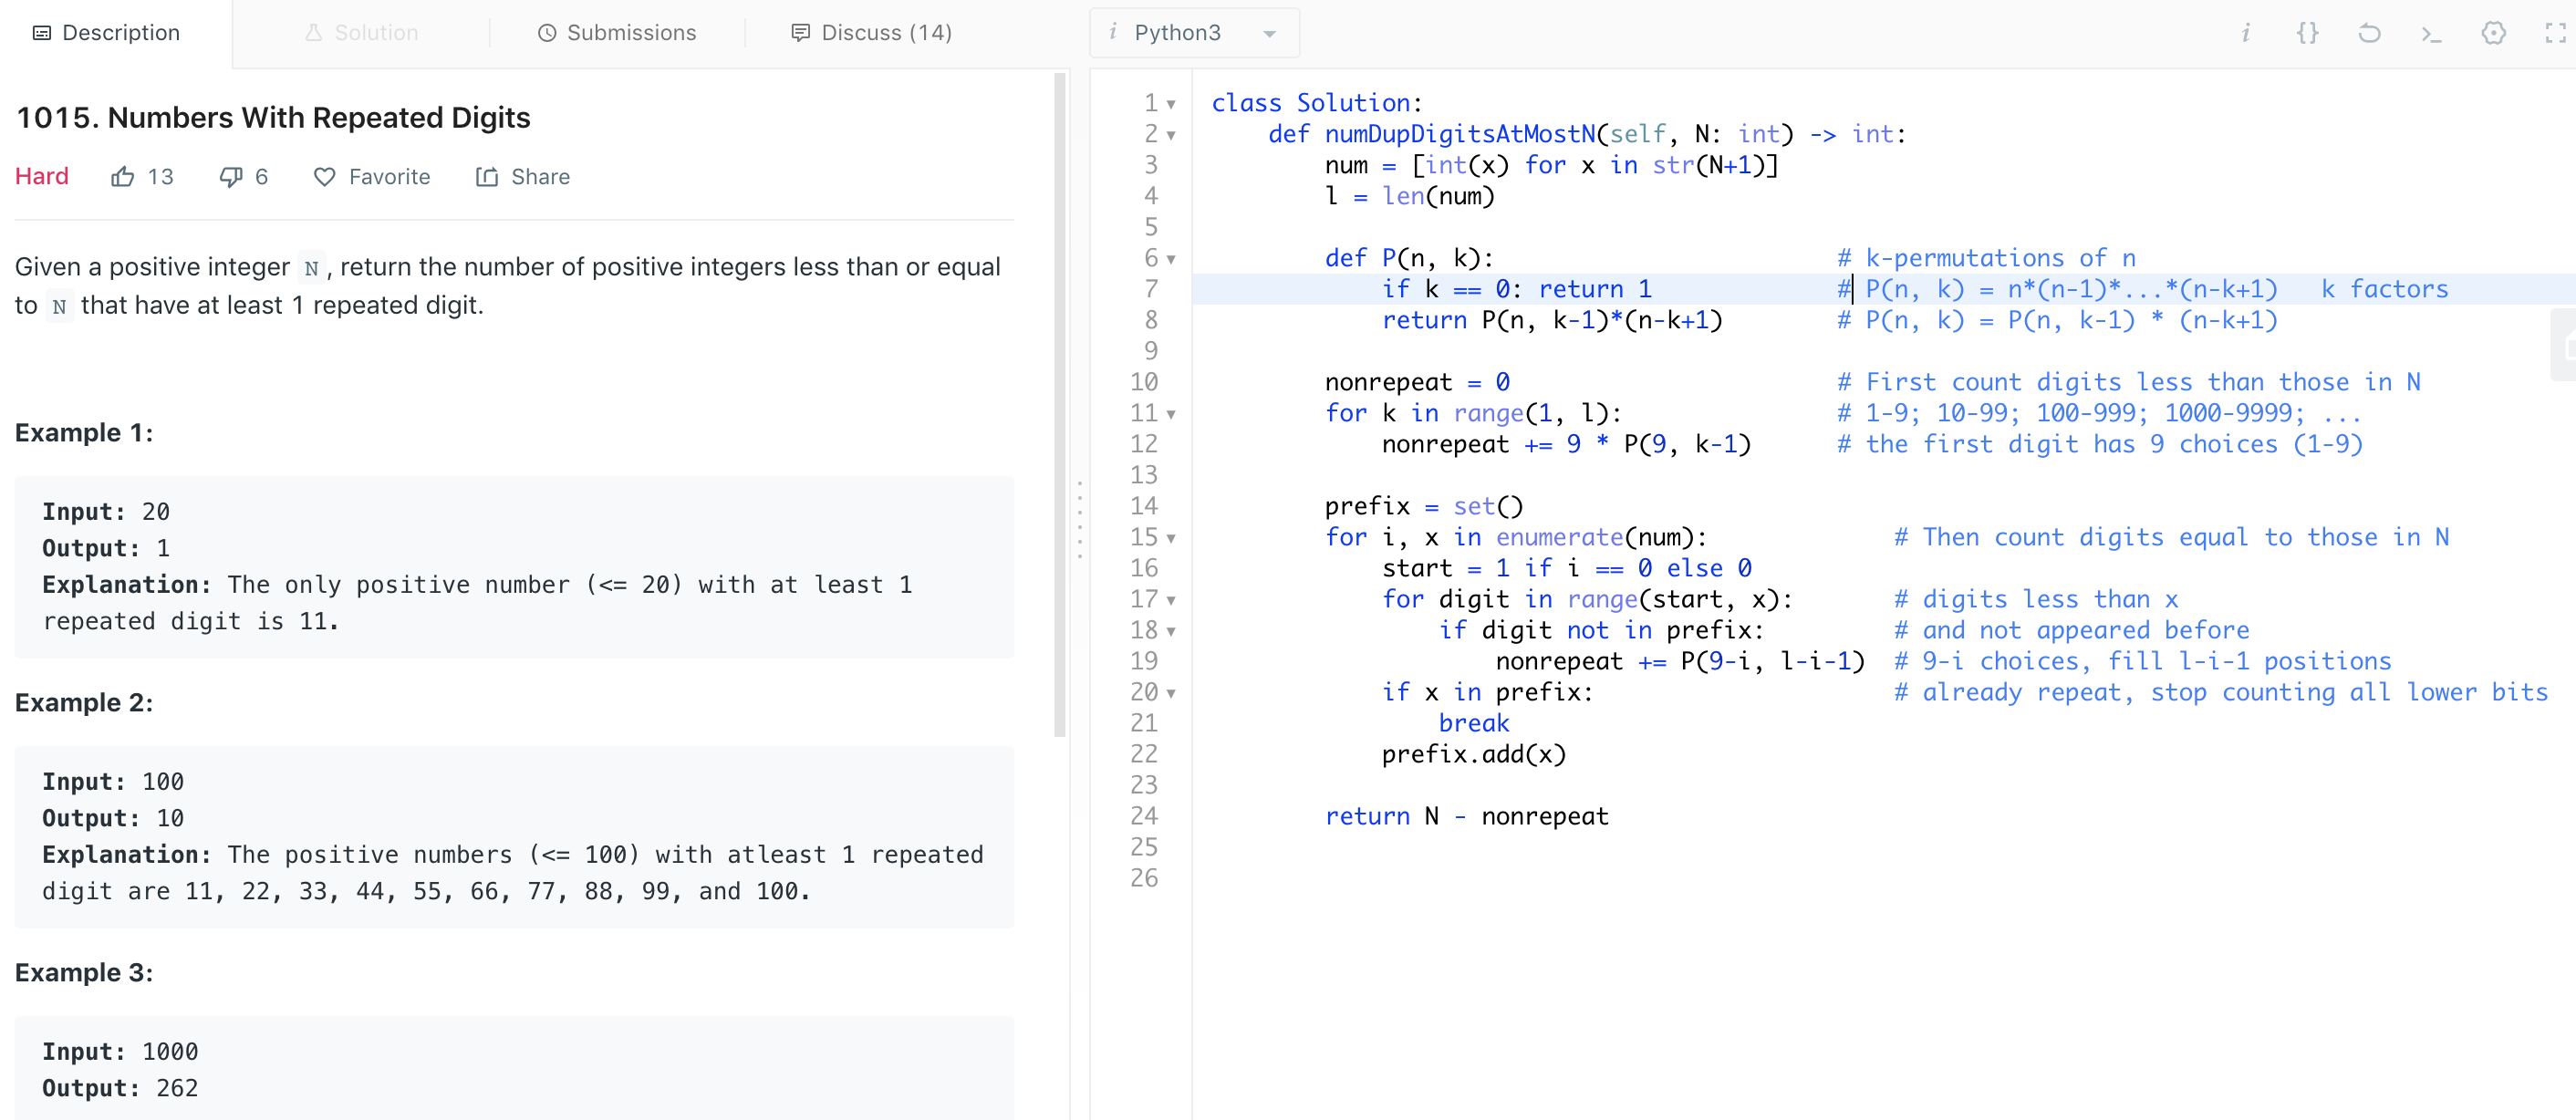 Description
Solution
Submissions
Discuss (14)
i Python3
1015. Numbers With Repeated Digits
Hard 13 6 Favorite Share
Given a positive integer N, return the number of positive integers less than or equal
to N that have at least 1 repeated digit.
Example 1:
Input: 20
Output: 1
Explanation: The only positive number (<= 20) with at least 1
repeated digit is 11.
Example 2:
Input: 100
Output: 10
Explanation: The positive numbers (<= 100) with atleast 1 repeated
digit are 11, 22, 33, 44, 55, 66, 77, 88, 99, and 100.
Example 3:
Input: 1000
Output: 262
i {} >_
1 class Solution:
2     def numDupDigitsAtMostN(self, N: int) -> int:
3         num = [int(x) for x in str(N+1)]
4         l = len(num)
5
6         def P(n, k):                        # k-permutations of n
7             if k == 0: return 1             # P(n, k) = n*(n-1)*...*(n-k+1)   k factors
8             return P(n, k-1)*(n-k+1)        # P(n, k) = P(n, k-1) * (n-k+1)
9
10         nonrepeat = 0                       # First count digits less than those in N
11         for k in range(1, l):               # 1-9; 10-99; 100-999; 1000-9999; ...
12             nonrepeat += 9 * P(9, k-1)      # the first digit has 9 choices (1-9)
13
14         prefix = set()
15         for i, x in enumerate(num):             # Then count digits equal to those in N
16             start = 1 if i == 0 else 0
17             for digit in range(start, x):       # digits less than x
18                 if digit not in prefix:         # and not appeared before
19                     nonrepeat += P(9-i, l-i-1)  # 9-i choices, fill l-i-1 positions
20             if x in prefix:                     # already repeat, stop counting all lower bits
21                 break
22             prefix.add(x)
23
24         return N - nonrepeat
25
26